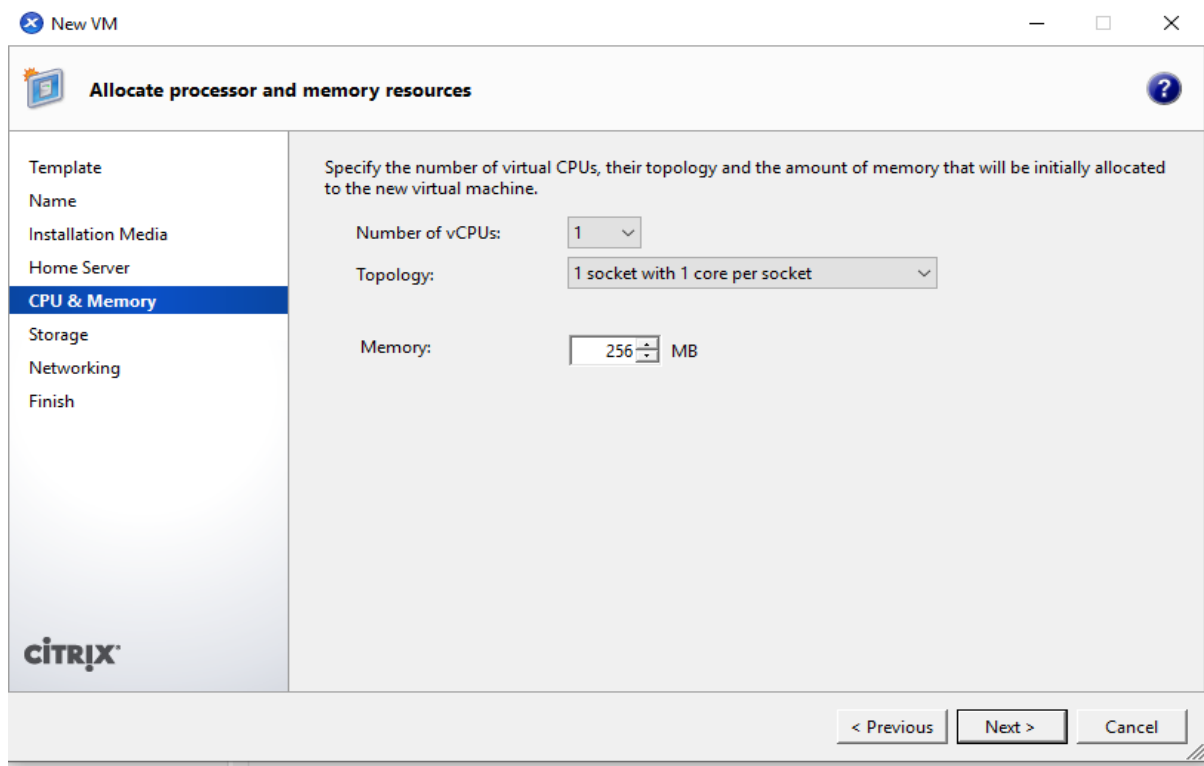 New VM
Allocate processor and memory resources
?
Template
Name
Installation Media
Home Server
CPU & Memory
Storage
Networking
Finish
CİTRIX
Specify the number of virtual CPUs, their topology and the amount of memory that will be initially allocated
to the new virtual machine.
Number of vCPUs: 1
Topology: 1 socket with 1 core per socket
Memory: 256 MB
< Previous Next > Cancel